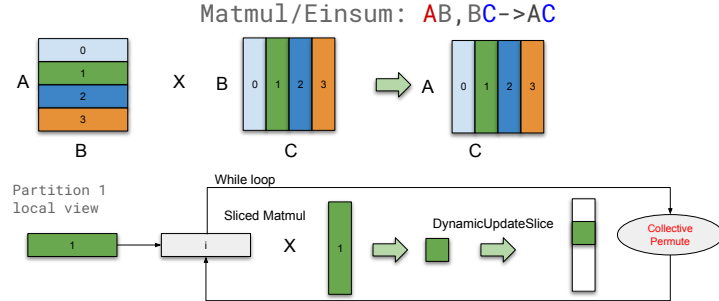 Matmul/Einsum: AB,BC->AC
0
1
2
3
A
B
X
B
0 1 2 3
C
A
0 1 2 3
C
Partition 1
local view
While loop
1
i
Sliced Matmul
X
1
DynamicUpdateSlice
Collective
Permute